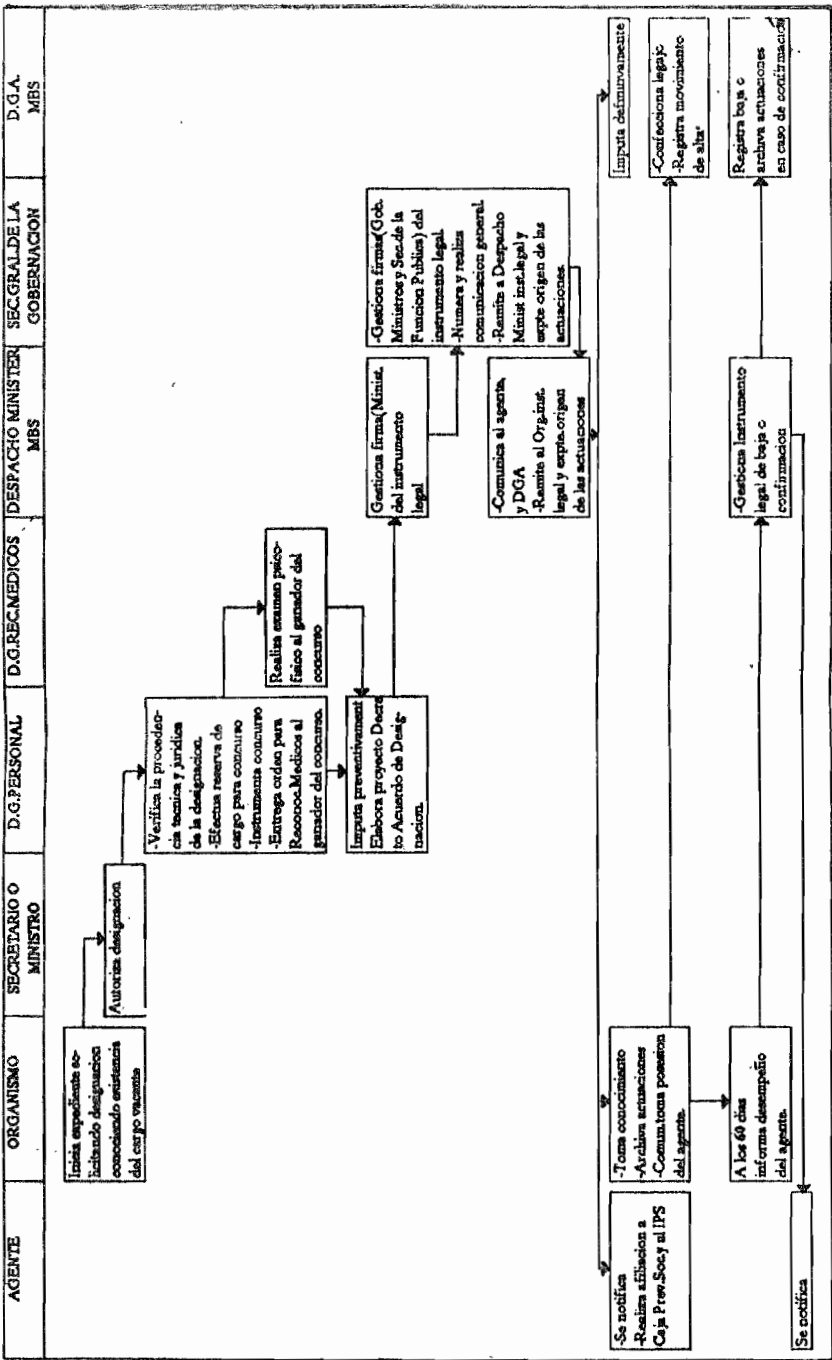 AGENTE
ORGANISMO
SECRETARIO O
MINISTRO
D.G.PERSONAL
D.G.REC.MEDICOS
DESPACHO MINISTER
MBS
SEC.GRAL.DE LA
GOBERNACION
D.G.A.
MBS
Inicia expediente so-
licitando designacion
conociendo existencia
del cargo vacante
Autoriza designacion
-Verifica la proceden-
cia tecnica y juridica
de la designacion.
-Efectua reserva de
cargo para concurso
-Instrumenta concurso
-Entrega orden para
Reconoc.Medicos al
ganador del concurso.
Realiza examen psico-
fisico al ganador del
concurso
Imputa preventivament
Elabora proyecto Decre
to Acuerdo de Desig-
nacion.
Gestiona firma(Minist.
del instrumento
legal
-Gestiona firmas(Gob.
Ministros y Sec.de la
Funcion Publica) del
instrumento legal.
-Numera y realiza
comunicacion general.
-Remite a Despacho
Minist inst.legal y
expte origen de las
actuaciones.
-Comunica al agente,
y DGA
-Remite al Org.inst.
legal y expte.origen
de las actuaciones
-Se notifica
-Realiza afiliacion a
Caja Prev.Soc.y al IPS
-Toma conocimiento
-Archiva actuaciones
-Comun.toma posesion
del agente.
Imputa definitivamente
-Confecciona legajo
-Registra movimiento
de alta
A los 60 dias
informa desempeño
del agente.
-Gestiona Instrumento
legal de baja o
confirmacion
Registra baja o
archiva actuaciones
en caso de confirmacion
Se notifica